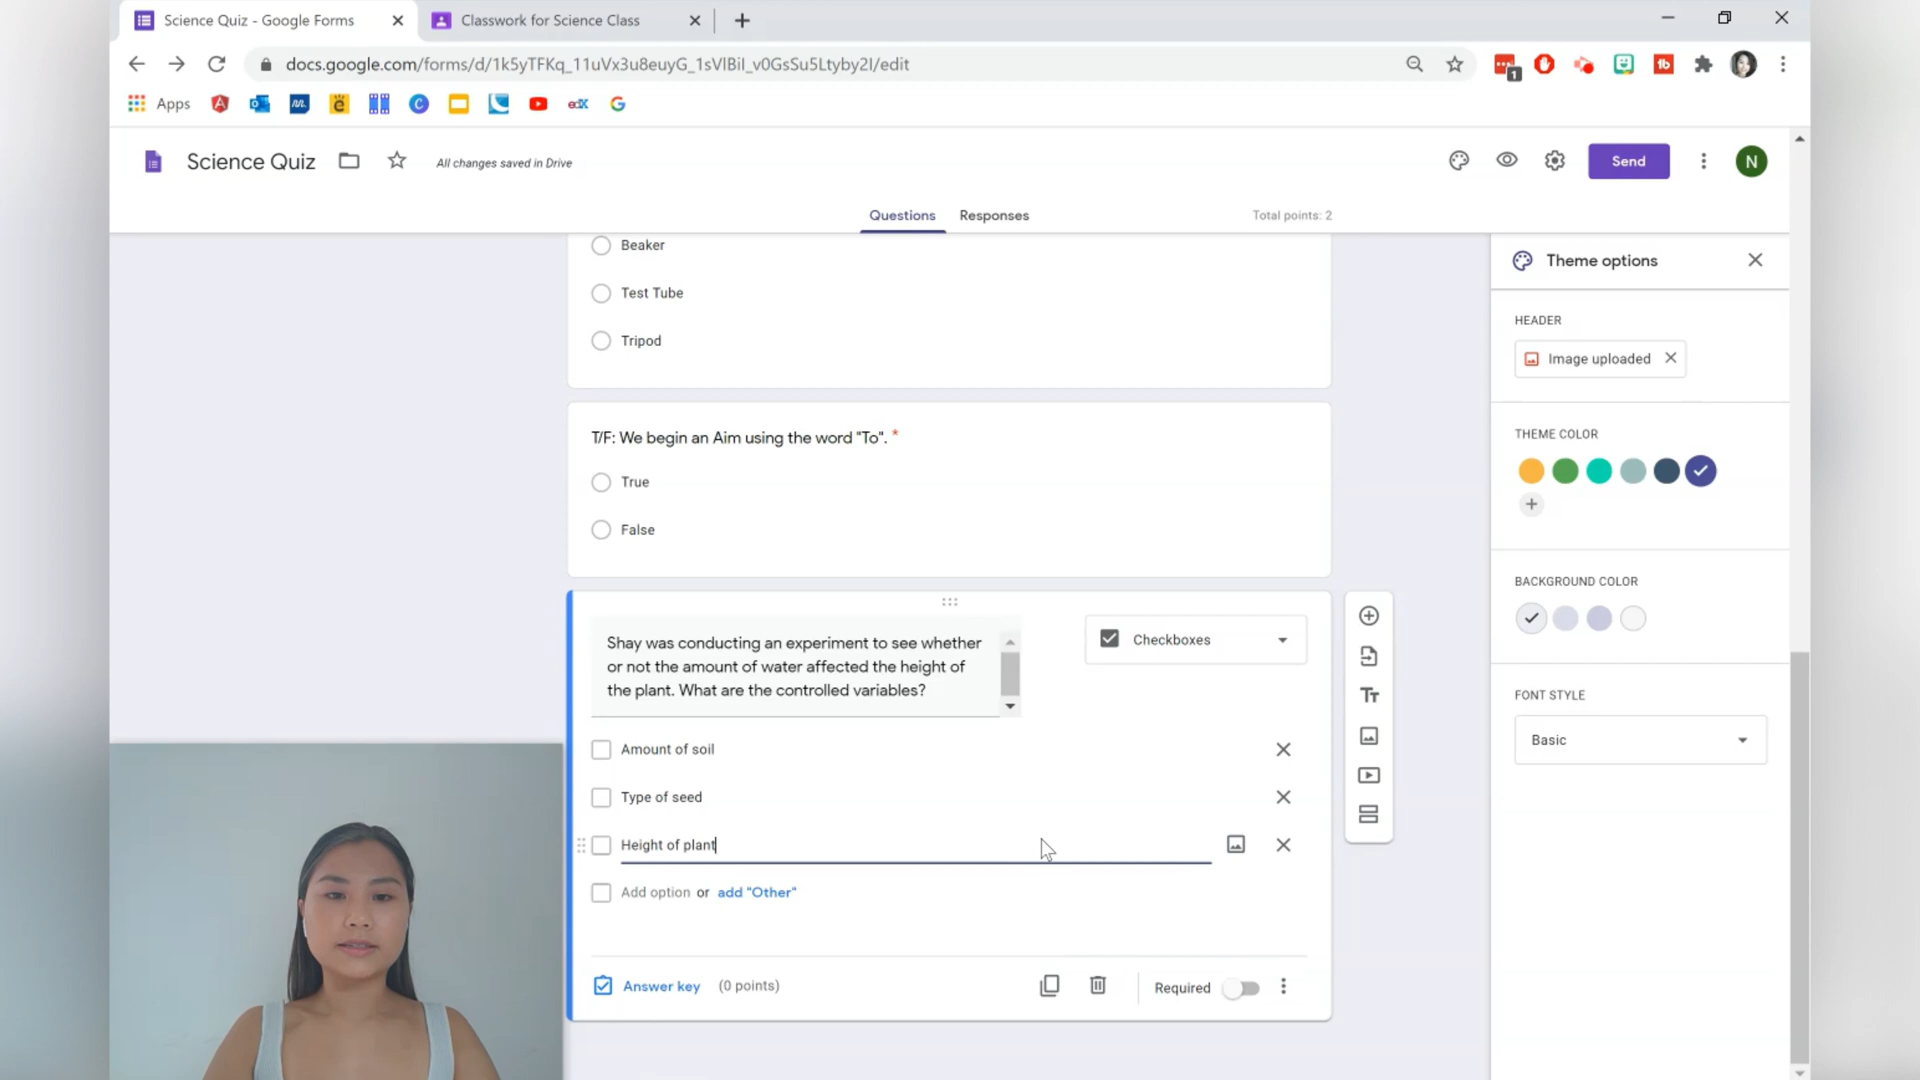 Science Quiz - Google Forms
Classwork for Science Class
docs.google.com/forms/d/1k5yTFKq_11uVx3u8euyG_1sVlBil_v0GsSu5Ltyby2I/edit
1
Apps
edX
Science Quiz
All changes saved in Drive
Send
N
Questions
Responses
Total points: 2
Beaker
Test Tube
Tripod
T/F: We begin an Aim using the word "To". *
True
False
Shay was conducting an experiment to see whether
or not the amount of water affected the height of
the plant. What are the controlled variables?
Checkboxes
Amount of soil
Type of seed
Height of plant
Add option or add "Other"
Answer key (0 points)
Required
Theme options
HEADER
Image uploaded
THEME COLOR
BACKGROUND COLOR
FONT STYLE
Basic